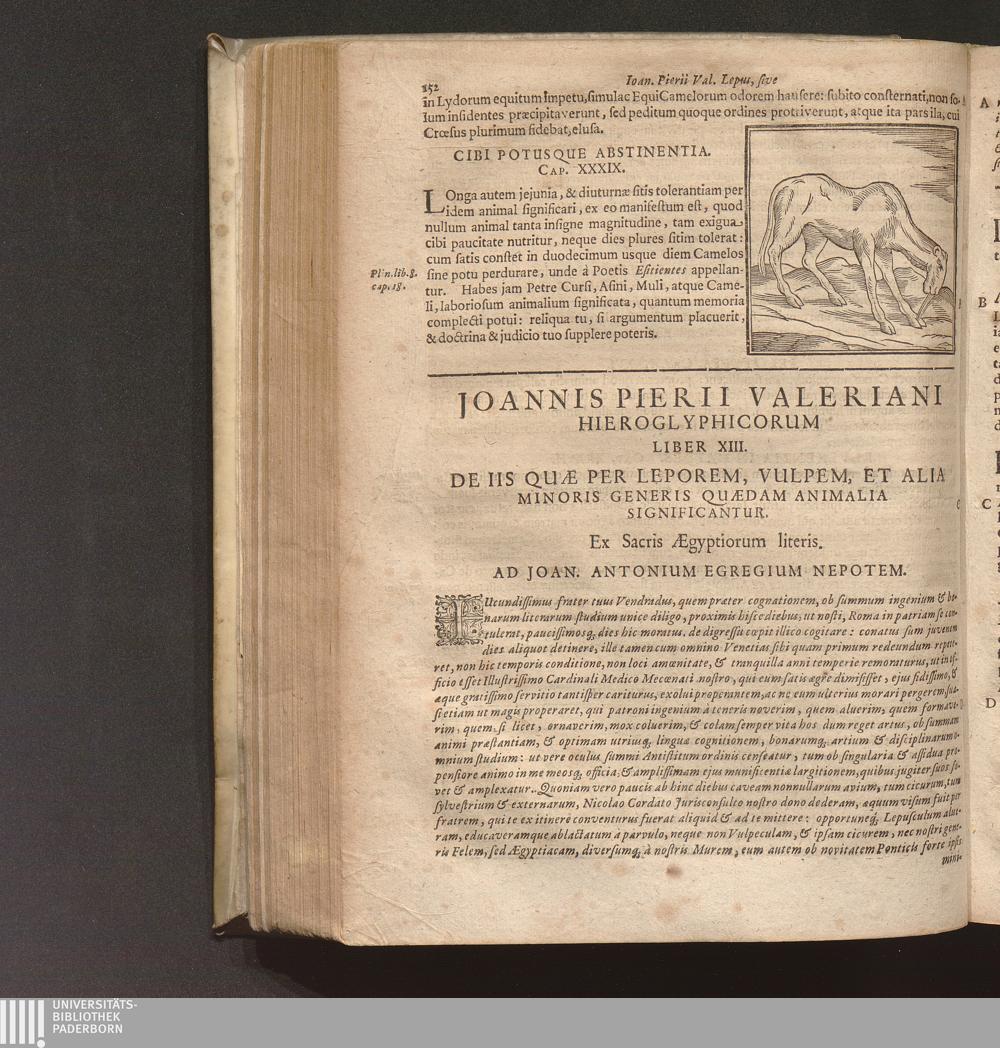 152
Ioan. Pierii Val. Lepus, sive
in Lydorum equitum impetu, simulac Equi Camelorum odorem hausere: subito consternati, non so-
lum insidentes præcipitaverunt, sed peditum quoque ordines protriverunt, atque ita pars ila, cui
Crœsus plurimum fidebat, elusa.
CIBI POTUSQUE ABSTINENTIA.
CAP. XXXIX.
LOnga autem jejunia, & diuturnæ sitis tolerantiam per
idem animal significari, ex eo manifestum est, quod
nullum animal tanta insigne magnitudine, tam exigua
cibi paucitate nutritur, neque dies plures sitim tolerat:
cum satis constet in duodecimum usque diem Camelos
Plin. lib. 8.
sine potu perdurare, unde à Poetis Esitientes appellan-
cap. 18.
tur. Habes jam Petre Cursi, Asini, Muli, atque Came-
li, laboriosum animalium significata, quantum memoria
complecti potui: reliqua tu, si argumentum placuerit,
& doctrina & judicio tuo supplere poteris.
JOANNIS PIERII VALERIANI
HIEROGLYPHICORUM
LIBER XIII.
DE IIS QUÆ PER LEPOREM, VULPEM, ET ALIA
MINORIS GENERIS QUÆDAM ANIMALIA
SIGNIFICANTUR.
Ex Sacris Ægyptiorum literis.
AD JOAN. ANTONIUM EGREGIUM NEPOTEM.
IUcundissimus frater tuus Vendradus, quem præter cognationem, ob summum ingenium & bo-
narum literarum studium unice diligo, proximis hisce diebus, ut nosti, Roma in patriam se con-
tulerat, paucissimosq; dies hic moratus, de digressu cœpit illico cogitare: conatus sum juvenem
dies aliquot detinere, ille tamen cum omnino Venetias sibi quam primum redeundum repete-
ret, non hic temporis conditione, non loci amœnitate, & tranquilla anni temperie remoraturus, ut in of-
ficio esset Illustrissimo Cardinali Medico Mecœnati nostro, qui eum satis ægre dimisisset, ejus fidissimo, &
æque gratissimo servitio tantisper cariturus, exolui propenntem, ac ne eum ulterius morari pergerem, sua-
si etiam ut magis properaret, qui patroni ingenium à teneris noverim, quem aluerim, quem formave-
rim, quem, si licet, ornaverim, mox coluerim, & colam semper vita hos dum reget artus, ob summam
animi præstantiam, & optimam utriusq; linguæ cognitionem, bonarumq; artium & disciplinarum o-
mnium studium: ut vere oculus summi Antistitum ordinis censeatur, tum ob singularia & assidua pro-
pensiore animo in me meosq; officia, & amplissimam ejus munificentiæ largitionem, quibus jugiter suos fo-
vet & amplexatur. Quoniam vero paucis ab hinc diebus caveam nonnullarum avium, tum cicurum, tum
sylvestrium & externarum, Nicolao Cordato Jurisconsulto nostro dono dederam, æquum visum fuit per
fratrem, qui te ex itinere conventurus fuerat aliquid & ad te mittere: opportuneq; Lepusculum alue-
ram, educaveramque ablactatum à parvulo, neque non Vulpeculam, & ipsam cicurem, nec nostri gene-
ris Felem, sed Ægyptiacam, diversumq; à nostris Murem, eum autem ob novitatem Ponticis forte ipsis
mini-
A
B
C
D
UNIVERSITÄTS-
BIBLIOTHEK
PADERBORN